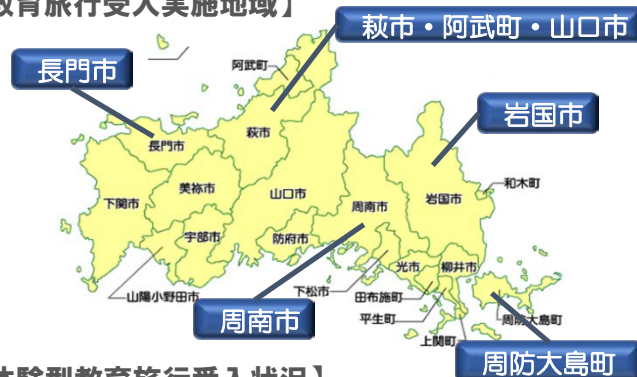 教育旅行受入実施地域】
萩市・阿武町・山口市
長門市
阿武町
岩国市
萩市
長門市
和木町
美祢市
山口市
岩国市
下関市
周南市
宇部市
防府市
光市
柳井市
山陽小野田市
下松市
田布施町
周南市
平生町
周防大島町
上関町
周防大島町
体験型教育旅行受入状況】